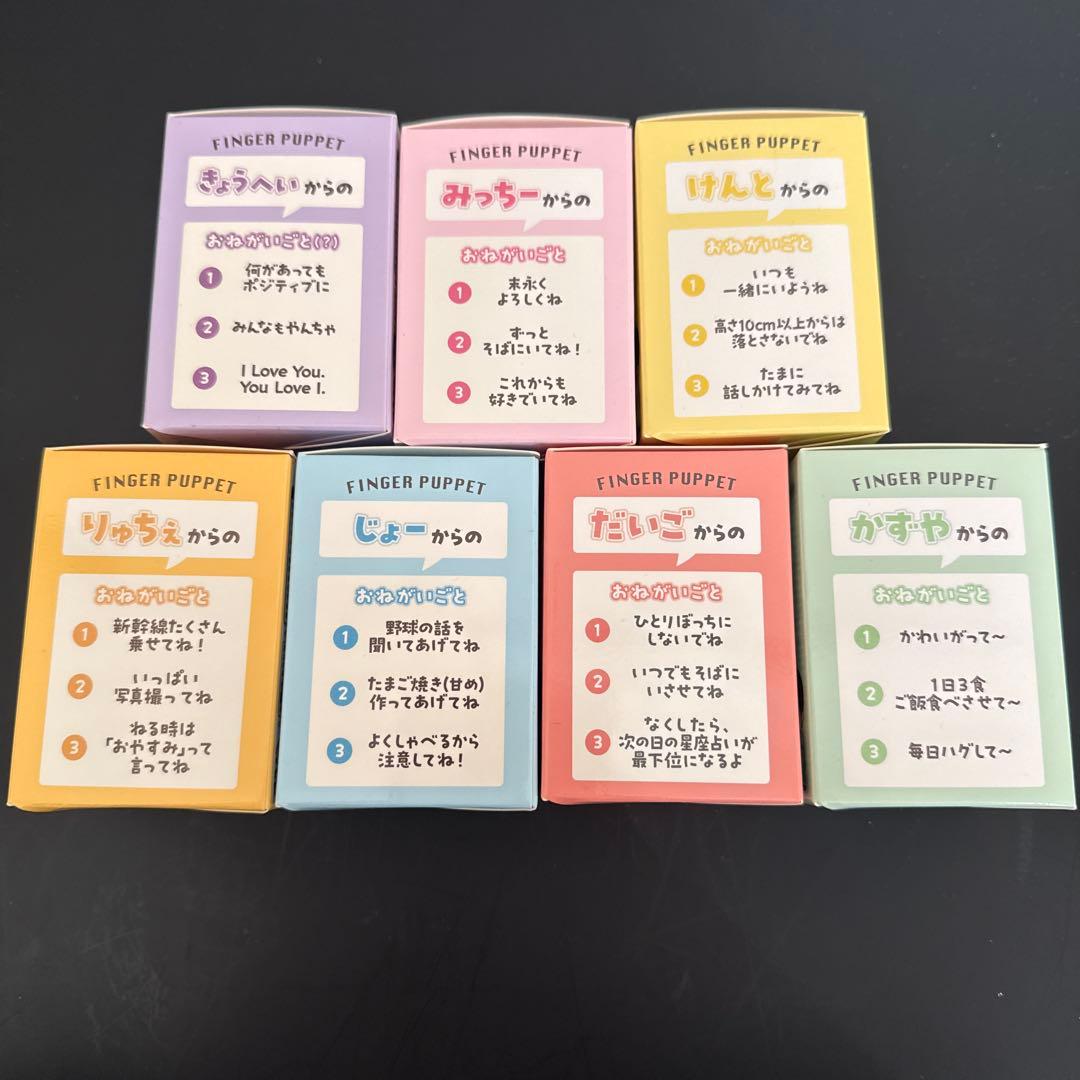 FINGER PUPPET
きょうへいからの
おねがいごと(?)
1 何があっても
ポジティブに
2 みんなもやんちゃ
3 I Love You.
You Love I.
FINGER PUPPET
みっちーからの
おねがいごと
1 末永く
よろしくね
2 ずっと
そばにいてね!
3 これからも
好きでいてね
FINGER PUPPET
けんとからの
おねがいごと
1 いつも
一緒にいようね
2 高さ10cm以上からは
落とさないでね
3 たまに
話しかけてみてね
FINGER PUPPET
りゅちぇからの
おねがいごと
1 新幹線たくさん
乗せてね!
2 いっぱい
写真撮ってね
3 ねる時は
「おやすみ」って
言ってね
FINGER PUPPET
じょーからの
おねがいごと
1 野球の話を
聞いてあげてね
2 たまご焼き(甘め)
作ってあげてね
3 よくしゃべるから
注意してね!
FINGER PUPPET
だいごからの
おねがいごと
1 ひとりぼっちに
しないでね
2 いつでもそばに
いさせてね
3 なくしたら、
次の日の星座占いが
最下位になるよ
FINGER PUPPET
かずやからの
おねがいごと
1 かわいがって〜
2 1日3食
ご飯食べさせて〜
3 毎日ハグして〜